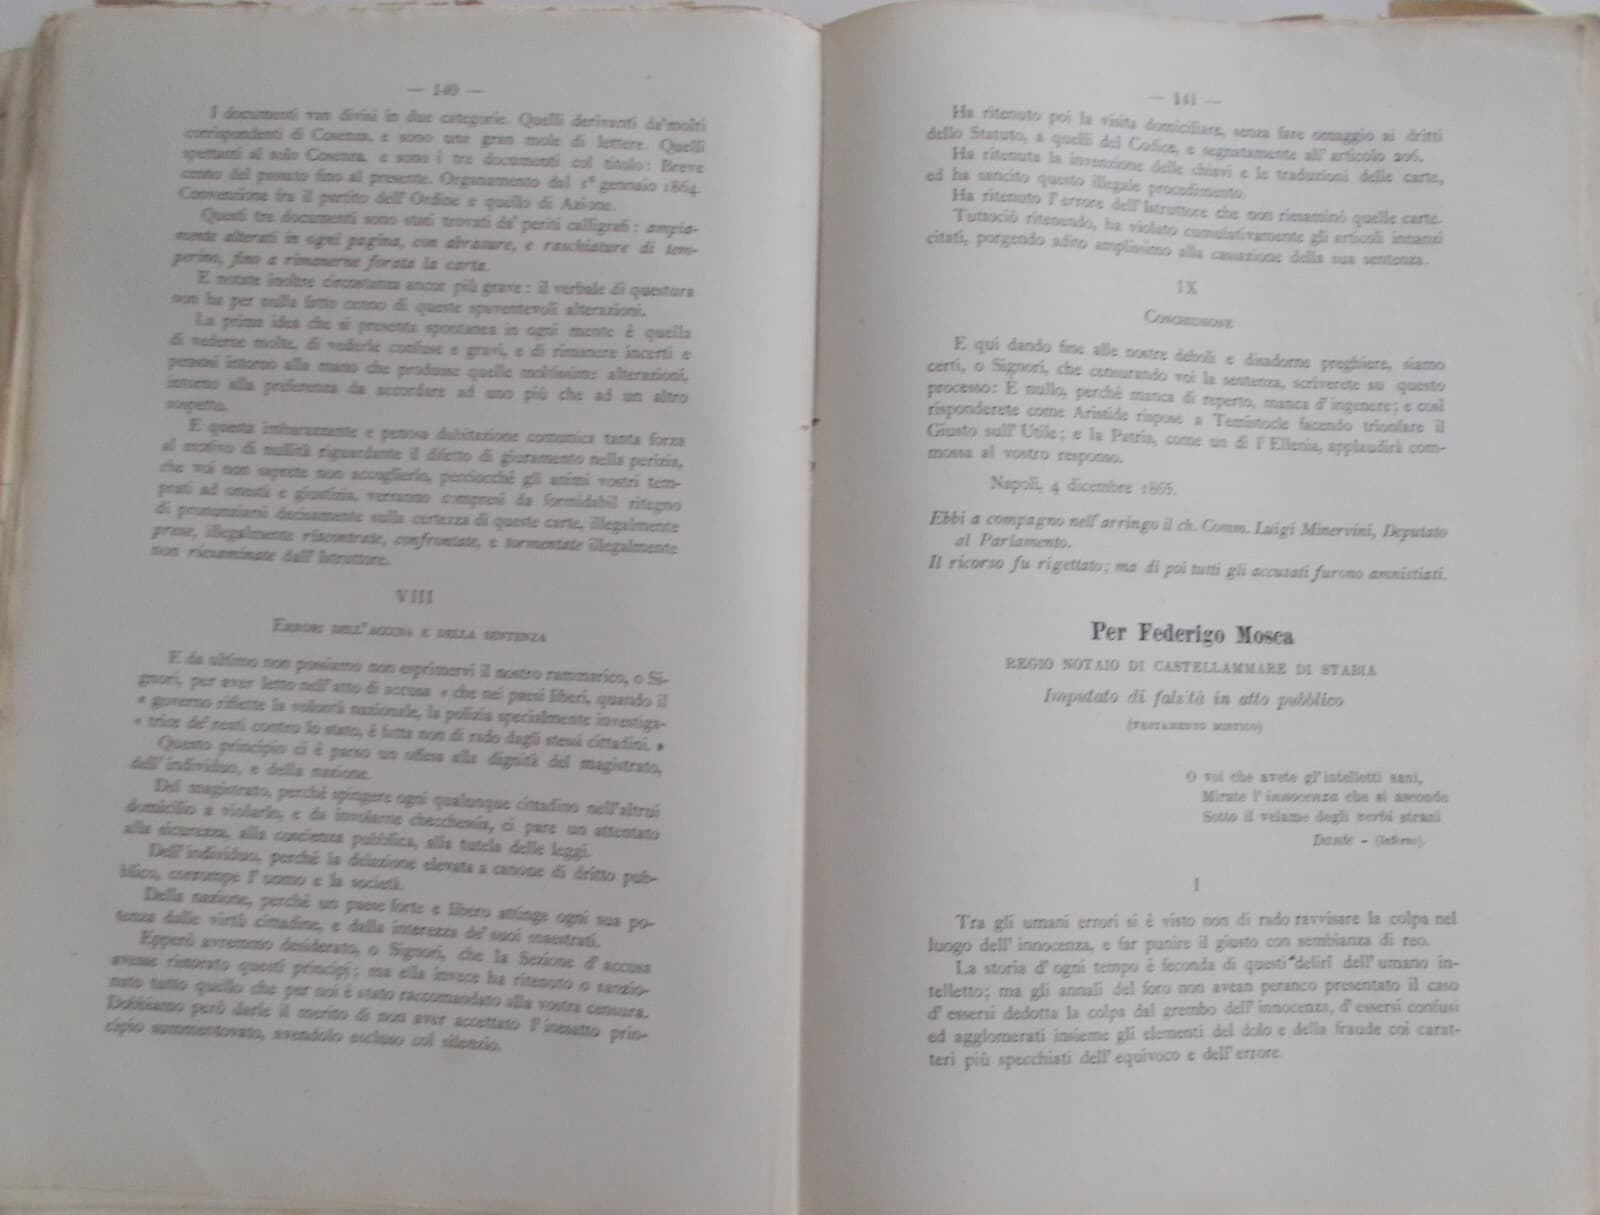 — 140 —
I documenti van divisi in due categorie. Quelli derivanti da' molti
corrispondenti di Cosenza, e sono una gran mole di lettere. Quelli
spettanti al solo Cosenza, e sono i tre documenti col titolo: Breve
cenno del passato fino al presente. Organamento dal 1° gennaio 1864.
Convenzione fra il partito dell' Ordine e quello di Azione.
Questi tre documenti sono stati trovati da' periti calligrafi: ampia-
mente alterati in ogni pagina, con abrasure, e raschiature di tem-
perino, fino a rimanerne forata la carta.
E notate inoltre circostanza ancor più grave: il verbale di questura
non ha per nulla fatto cenno di queste spaventevoli alterazioni.
La prima idea che si presenta spontanea in ogni mente è quella
di vederne molte, di vederle confuse e gravi, e di rimanere incerti e
pensosi intorno alla mano che produsse quelle moltissime alterazioni,
intorno alla preferenza da accordare ad uno più che ad un altro
sospetto.
E questa imbarazzante e penosa dubitazione comunica tanta forza
al motivo di nullità riguardante il difetto di giuramento nella perizia,
che voi non saprete non accoglierlo, perciocchè gli animi vostri tem-
prati ad onestà e giustizia, verranno compresi da formidabil ritegno
di pronunziarvi decisamente sulla certezza di queste carte, illegalmente
prese, illegalmente riscontrate, confrontate, e tormentate illegalmente
non riesaminate dall' Istruttore.
VIII
Errori dell' accusa e della sentenza
E da ultimo non possiamo non esprimervi il nostro rammarico, o Si-
gnori, per aver letto nell' atto di accusa « che nei paesi liberi, quando il
« governo riflette la volontà nazionale, la polizia specialmente investiga-
« trice de' reati contro lo stato, è fatta non di rado dagli stessi cittadini. »
Questo principio ci è parso un offesa alla dignità del magistrato,
dell' individuo, e della nazione.
Del magistrato, perchè spingere ogni qualunque cittadino nell' altrui
domicilio a violarlo, e da involarne checchessia, ci pare un attentato
alla sicurezza, alla coscienza pubblica, alla tutela delle leggi.
Dell' individuo, perchè la delazione elevata a canone di dritto pub-
blico, corrompe l' uomo e la società.
Della nazione, perchè un paese forte e libero attinge ogni sua po-
tenza dalle virtù cittadine, e dalla interezza de' suoi maestrati.
Epperò avremmo desiderato, o Signori, che la Sezione d' accusa
avesse ristorato questi principj; ma ella invece ha ritenuto o sanzio-
nato tutto quello che per noi è stato raccomandato alla vostra censura.
Dobbiamo però darle il merito di non aver accettato l' inesatto prin-
cipio summentovato, avendolo escluso col silenzio.
— 141 —
Ha ritenuto poi la visita domiciliare, senza fare omaggio ai dritti
dello Statuto, a quelli del Codice, e segnatamente all' articolo 206.
Ha ritenuta la invenzione delle chiavi e le traduzioni delle carte,
ed ha sancito questo illegale procedimento.
Ha ritenuto l' errore dell' Istruttore che non riesaminò quelle carte.
Tuttociò ritenendo, ha violato cumulativamente gli articoli innanzi
citati, porgendo adito amplissimo alla cassazione della sua sentenza.
IX
Conchiusione
E qui dando fine alle nostre deboli e disadorne preghiere, siamo
certi, o Signori, che censurando voi la sentenza, scriverete su questo
processo: È nullo, perchè manca di reperto, manca d' ingenere; e così
risponderete come Aristide rispose a Temistocle facendo trionfare il
Giusto sull' Utile; e la Patria, come un dì l' Ellenia, applaudirà com-
mossa al vostro responso.
Napoli, 4 dicembre 1865.
Ebbi a compagno nell' arringo il ch. Comm. Luigi Minervini, Deputato
al Parlamento.
Il ricorso fu rigettato; ma di poi tutti gli accusati furono amnistiati.
Per Federigo Mosca
REGIO NOTAIO DI CASTELLAMMARE DI STABIA
Imputato di falsità in atto pubblico
(TESTAMENTO MISTICO)
O voi che avete gl' intelletti sani,
Mirate l' innocenza che si asconde
Sotto il velame degli verbi strani
Dante - (Inferno).
I
Tra gli umani errori si è visto non di rado ravvisare la colpa nel
luogo dell' innocenza, e far punire il giusto con sembianza di reo.
La storia d' ogni tempo è feconda di questi deliri dell' umano in-
telletto; ma gli annali del foro non avean peranco presentato il caso
d' essersi dedotta la colpa dal grembo dell' innocenza, d' essersi confusi
ed agglomerati insieme gli elementi del dolo e della fraude coi carat-
teri più specchiati dell' equivoco e dell' errore.